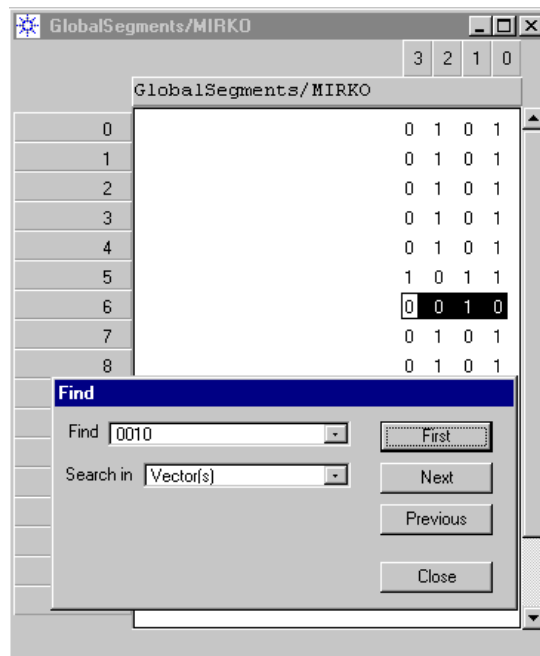 GlobalSegments/MIRKO
3 2 1 0
GlobalSegments/MIRKO
0 0 1 0 1
1 0 1 0 1
2 0 1 0 1
3 0 1 0 1
4 0 1 0 1
5 1 0 1 1
6 0 0 1 0
7 0 1 0 1
8 0 1 0 1
Find
Find 0010 First
Search in Vector(s) Next
Previous
Close